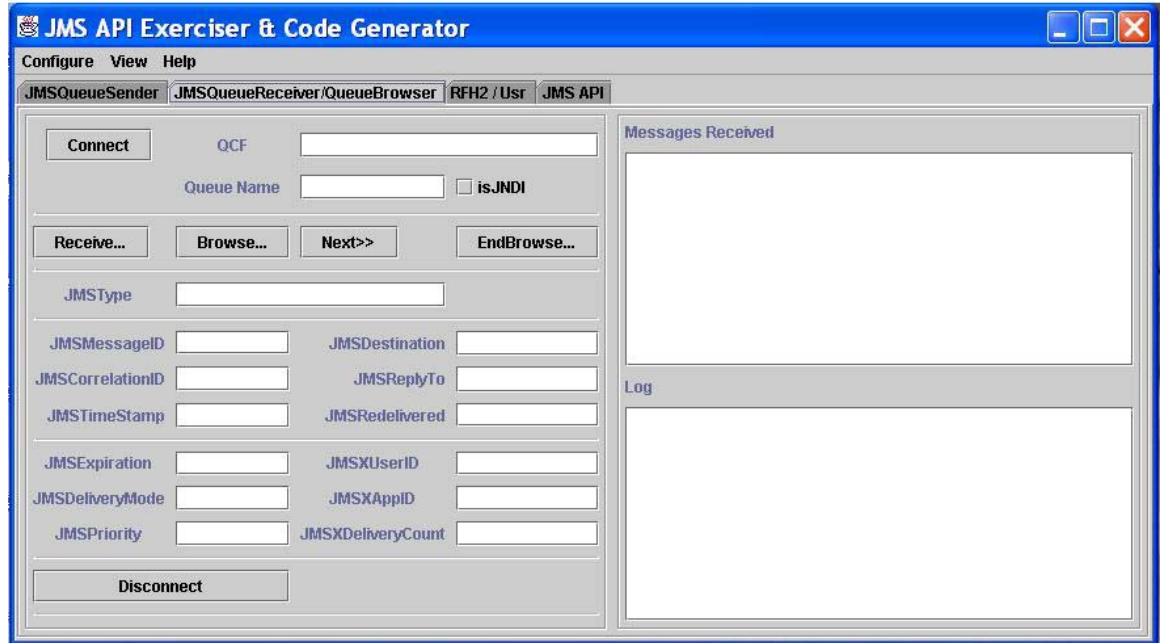 JMS API Exerciser & Code Generator
Configure View Help
JMSQueueSender JMSQueueReceiver/QueueBrowser RFH2 / Usr JMS API
Connect QCF
Queue Name isJNDI
Receive... Browse... Next>> EndBrowse...
JMSType
JMSMessageID JMSDestination
JMSCorrelationID JMSReplyTo
JMSTimeStamp JMSRedelivered
JMSExpiration JMSXUserID
JMSDeliveryMode JMSXAppID
JMSPriority JMSXDeliveryCount
Disconnect
Messages Received
Log